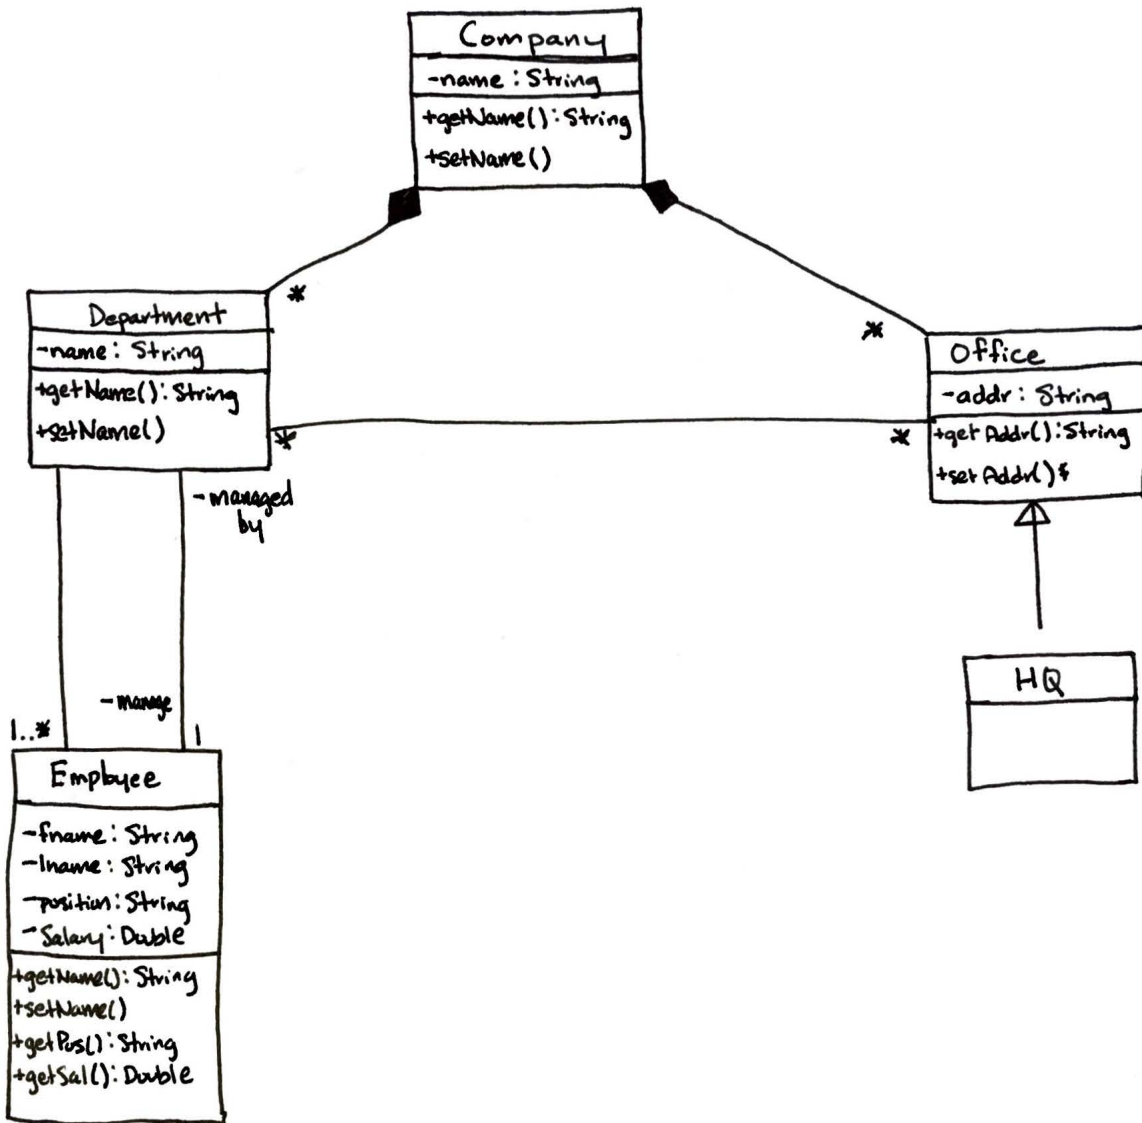 Company
-name : String
+getName() : String
+setName()
*
*
Department
-name : String
+getName() : String
+setName()
Office
-addr : String
+getAddr() : String
+setAddr()
*
*
-managed
by
-manage
1..*
1
HQ
Employee
-fname : String
-lname : String
-position : String
-Salary : Double
+getName() : String
+setName()
+getPos() : String
+getSal() : Double